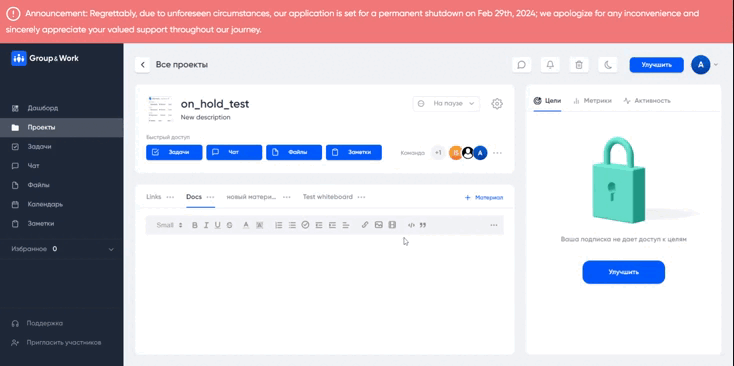 Announcement: Regrettably, due to unforeseen circumstances, our application is set for a permanent shutdown on Feb 29th, 2024; we apologize for any inconvenience and
sincerely appreciate your valued support throughout our journey.
Group&Work
Все проекты
Улучшить
A
Дашборд
Проекты
Задачи
Чат
Файлы
Календарь
Заметки
Избранное 0
Поддержка
Пригласить участников
on_hold_test
New description
На паузе
Быстрый доступ:
Задачи
Чат
Файлы
Заметки
Команда
+1
A
Links
Docs
новый матери...
Test whiteboard
+ Материал
Small
B I U S A
Цели
Метрики
Активность
Ваша подписка не дает доступ к целям
Улучшить